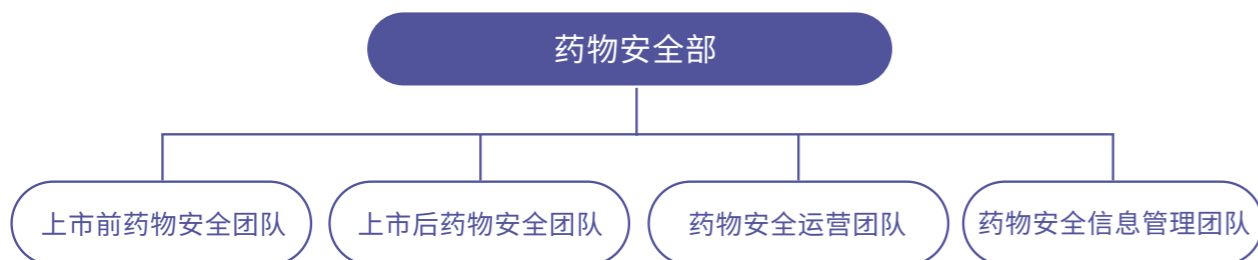 药物安全部
上市前药物安全团队
上市后药物安全团队
药物安全运营团队
药物安全信息管理团队